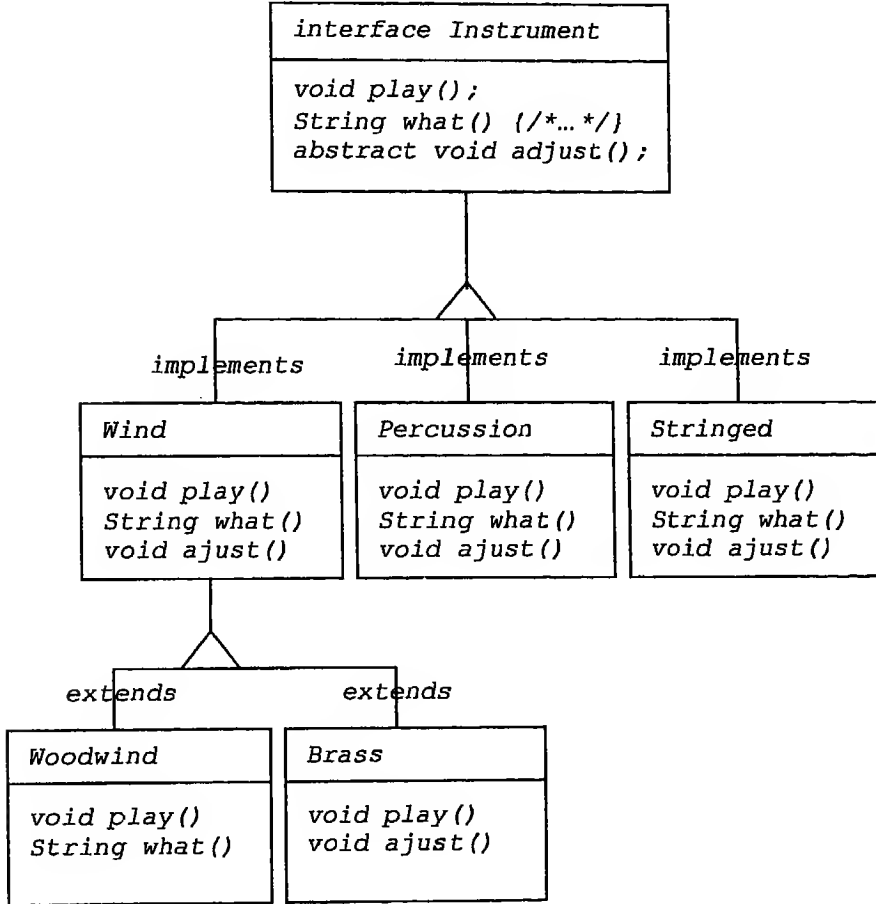 interface Instrument
void play();
String what() {/*…*/}
abstract void adjust();
implements
implements
implements
Wind
void play()
String what()
void ajust()
Percussion
void play()
String what()
void ajust()
Stringed
void play()
String what()
void ajust()
extends
extends
Woodwind
void play()
String what()
Brass
void play()
void ajust()